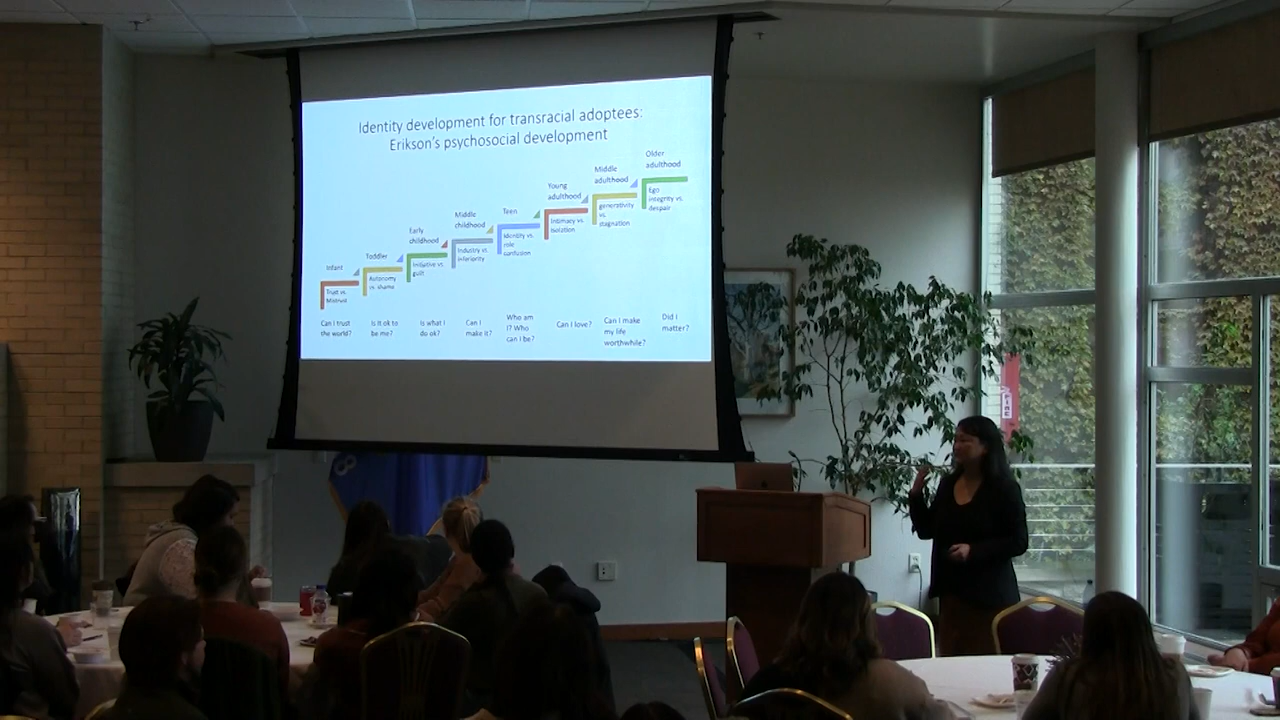 Identity development for transracial adoptees:
Erikson's psychosocial development
Infant
Trust vs.
Mistrust
Toddler
Autonomy
vs. shame
Early
childhood
Initiative vs.
guilt
Middle
childhood
Industry vs.
inferiority
Teen
Identity vs.
role
confusion
Young
adulthood
Intimacy vs.
isolation
Middle
adulthood
generativity
vs.
stagnation
Older
adulthood
Ego
integrity vs.
despair
Can I trust
the world?
Is it ok to
be me?
Is what I
do ok?
Can I
make it?
Who am
I? Who
can I be?
Can I love?
Can I make
my life
worthwhile?
Did I
matter?
FIRE